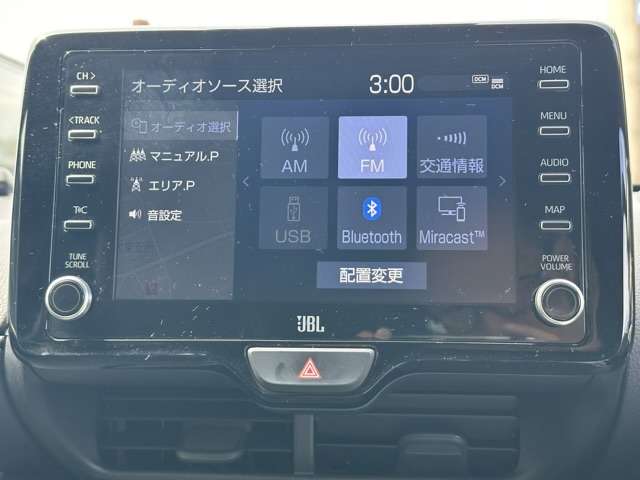 CH >
< TRACK
PHONE
T@C
TUNE
SCROLL
オーディオソース選択
3:00
DCM
DCM
オーディオ選択
マニュアル.P
エリア.P
音設定
AM
FM
交通情報
USB
Bluetooth
Miracast™
配置変更
HOME
MENU
AUDIO
MAP
POWER
VOLUME
JBL